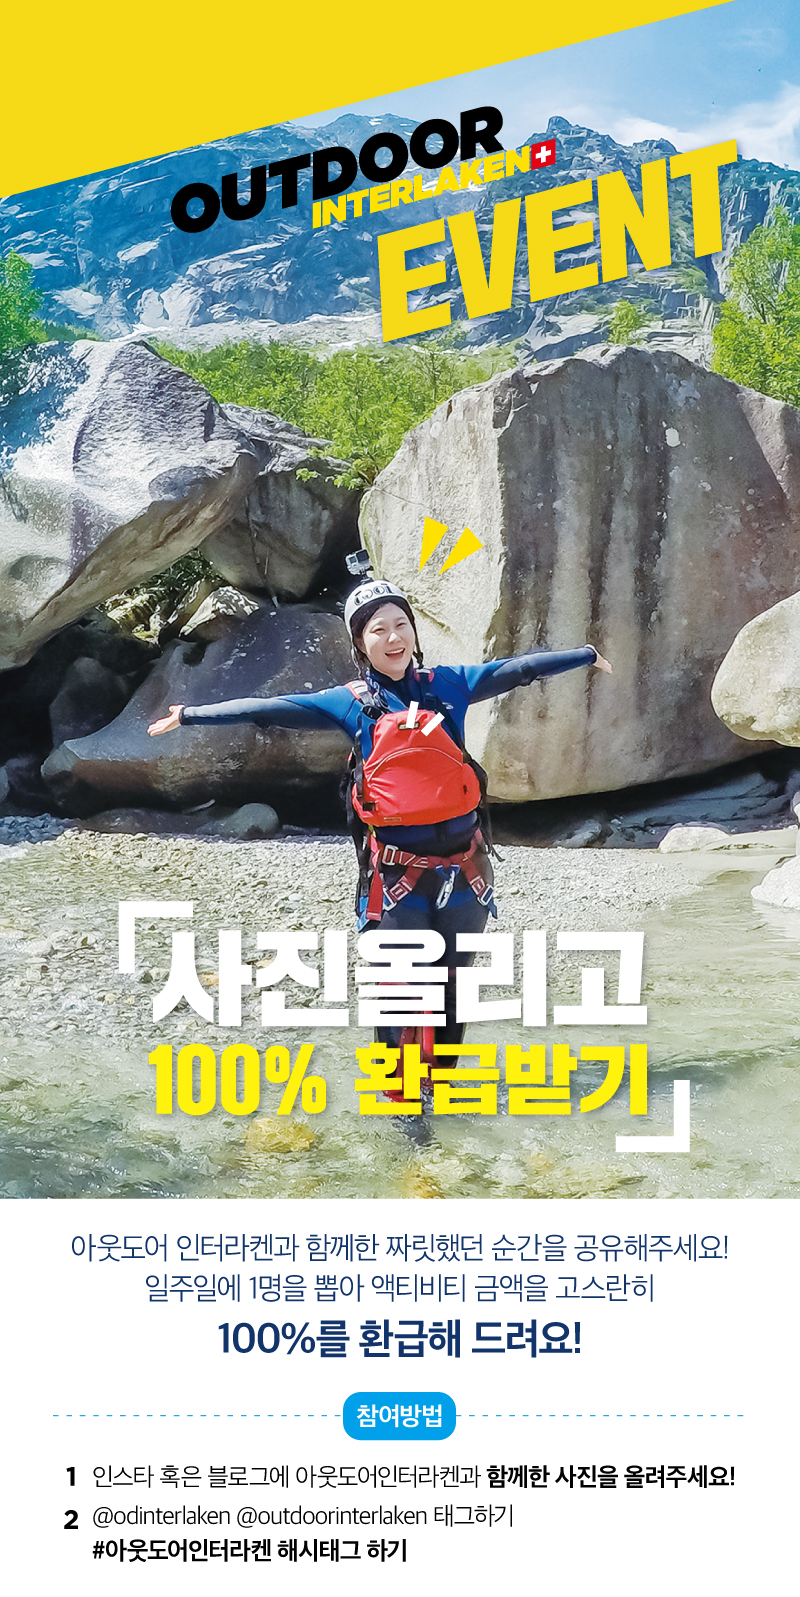 OUTDOOR
INTERLAKEN
EVENT
「사진올리고
100% 환급받기」
아웃도어 인터라켄과 함께한 짜릿했던 순간을 공유해주세요!
일주일에 1명을 뽑아 액티비티 금액을 고스란히
100%를 환급해 드려요!
참여방법
1 인스타 혹은 블로그에 아웃도어인터라켄과 함께한 사진을 올려주세요!
2 @odinterlaken @outdoorinterlaken 태그하기
#아웃도어인터라켄 해시태그 하기